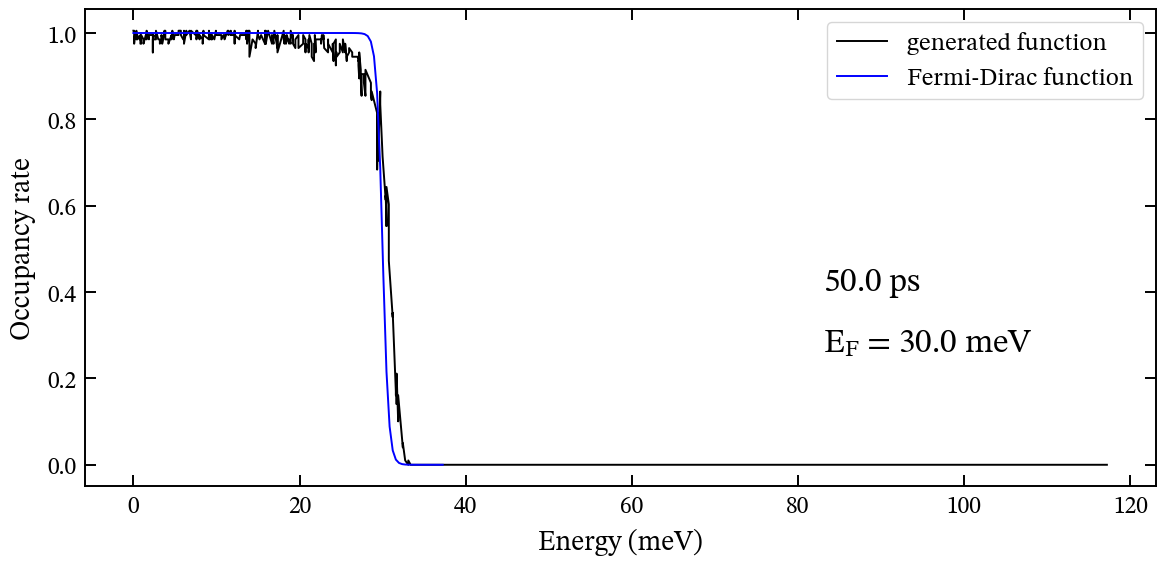 generated function
Fermi-Dirac function
1.0
0.8
0.6
0.4
0.2
0.0
Occupancy rate
50.0 ps
E_F = 30.0 meV
0 20 40 60 80 100 120
Energy (meV)